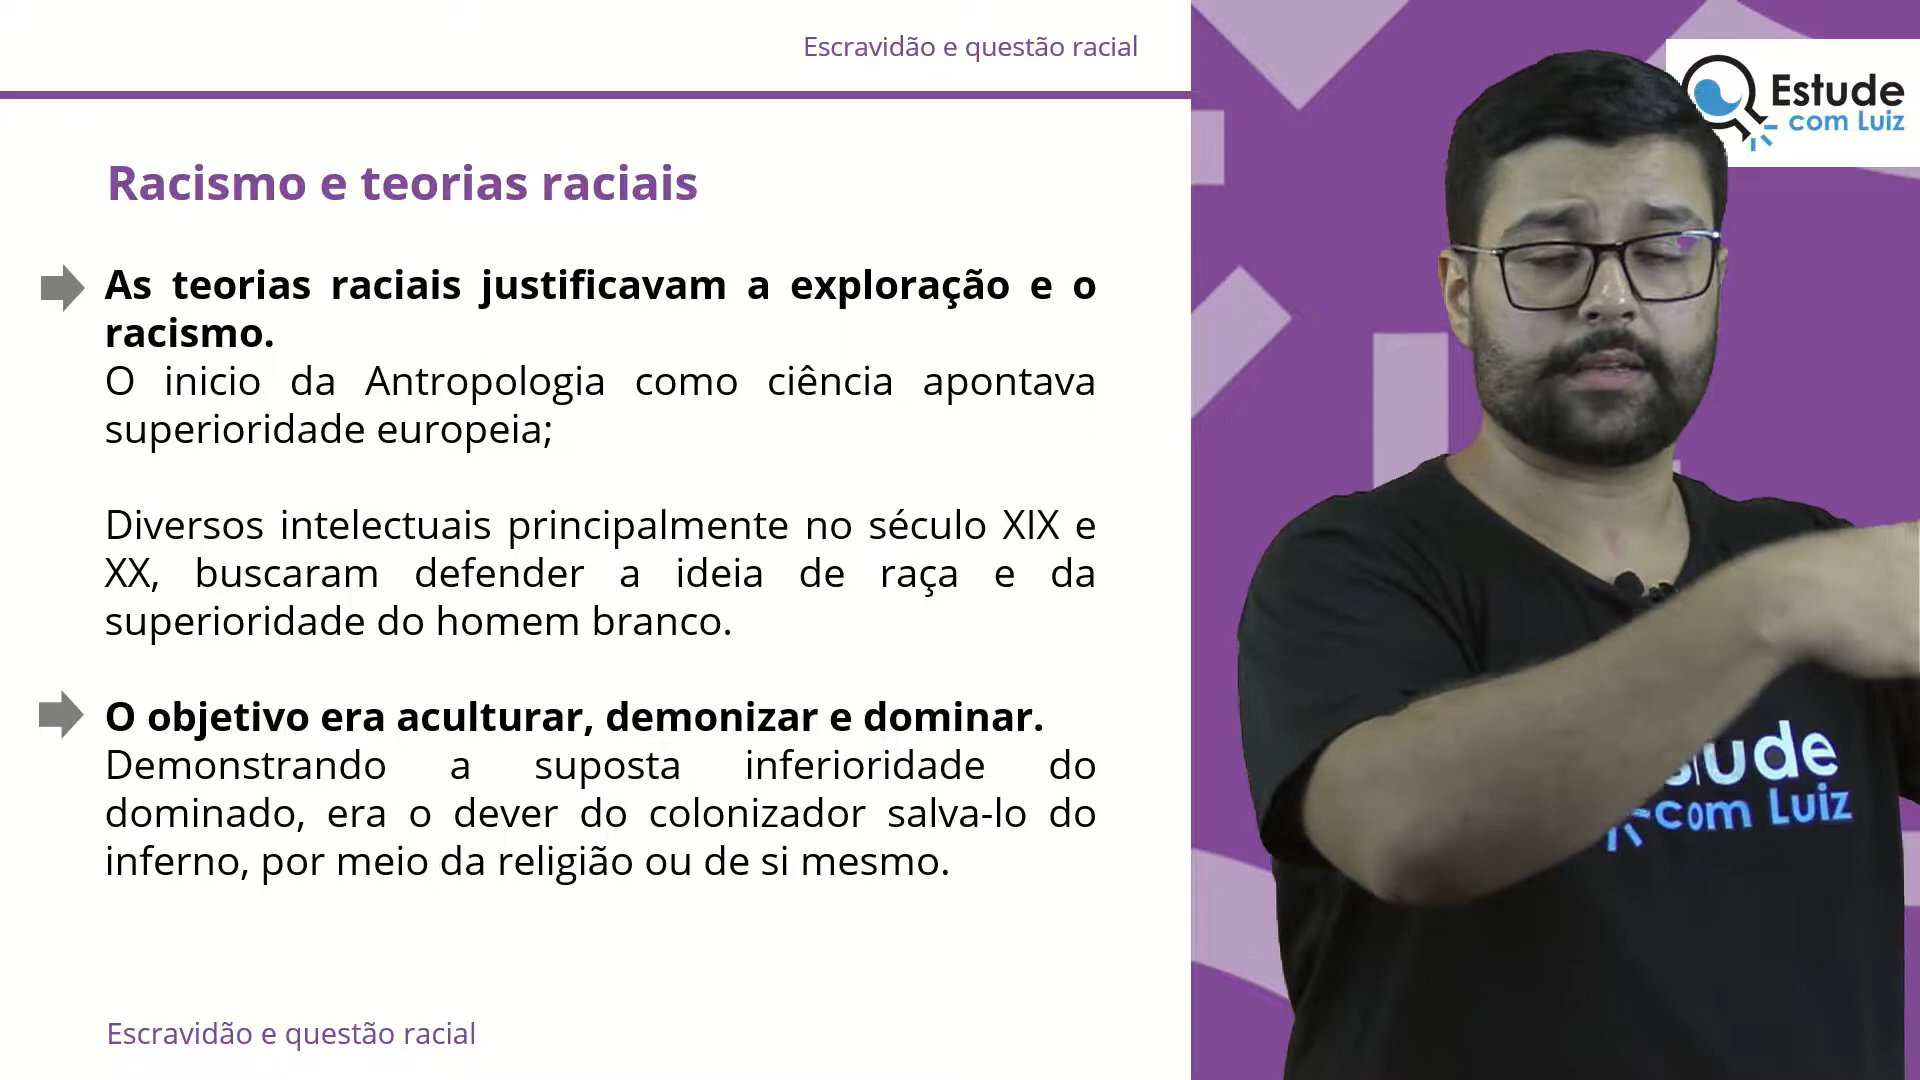 Escravidão e questão racial
Estude
com Luiz
Racismo e teorias raciais
As teorias raciais justificavam a exploração e o
racismo.
O inicio da Antropologia como ciência apontava
superioridade europeia;
Diversos intelectuais principalmente no século XIX e
XX, buscaram defender a ideia de raça e da
superioridade do homem branco.
O objetivo era aculturar, demonizar e dominar.
Demonstrando a suposta inferioridade do
dominado, era o dever do colonizador salva-lo do
inferno, por meio da religião ou de si mesmo.
com Luiz
Escravidão e questão racial